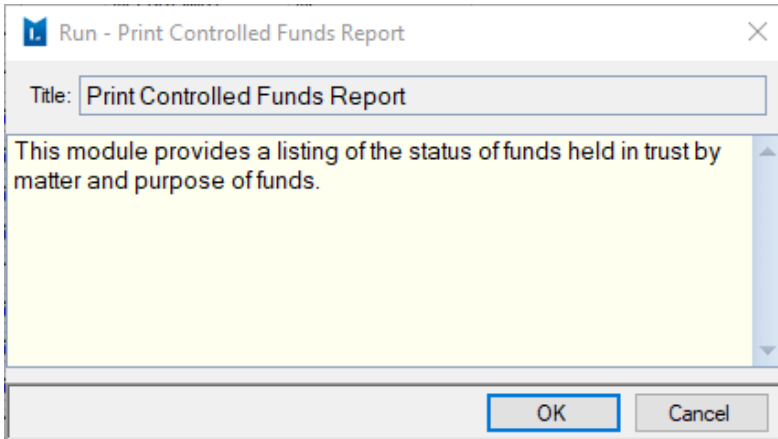 Run - Print Controlled Funds Report
Title: Print Controlled Funds Report
This module provides a listing of the status of funds held in trust by
matter and purpose of funds.
OK Cancel